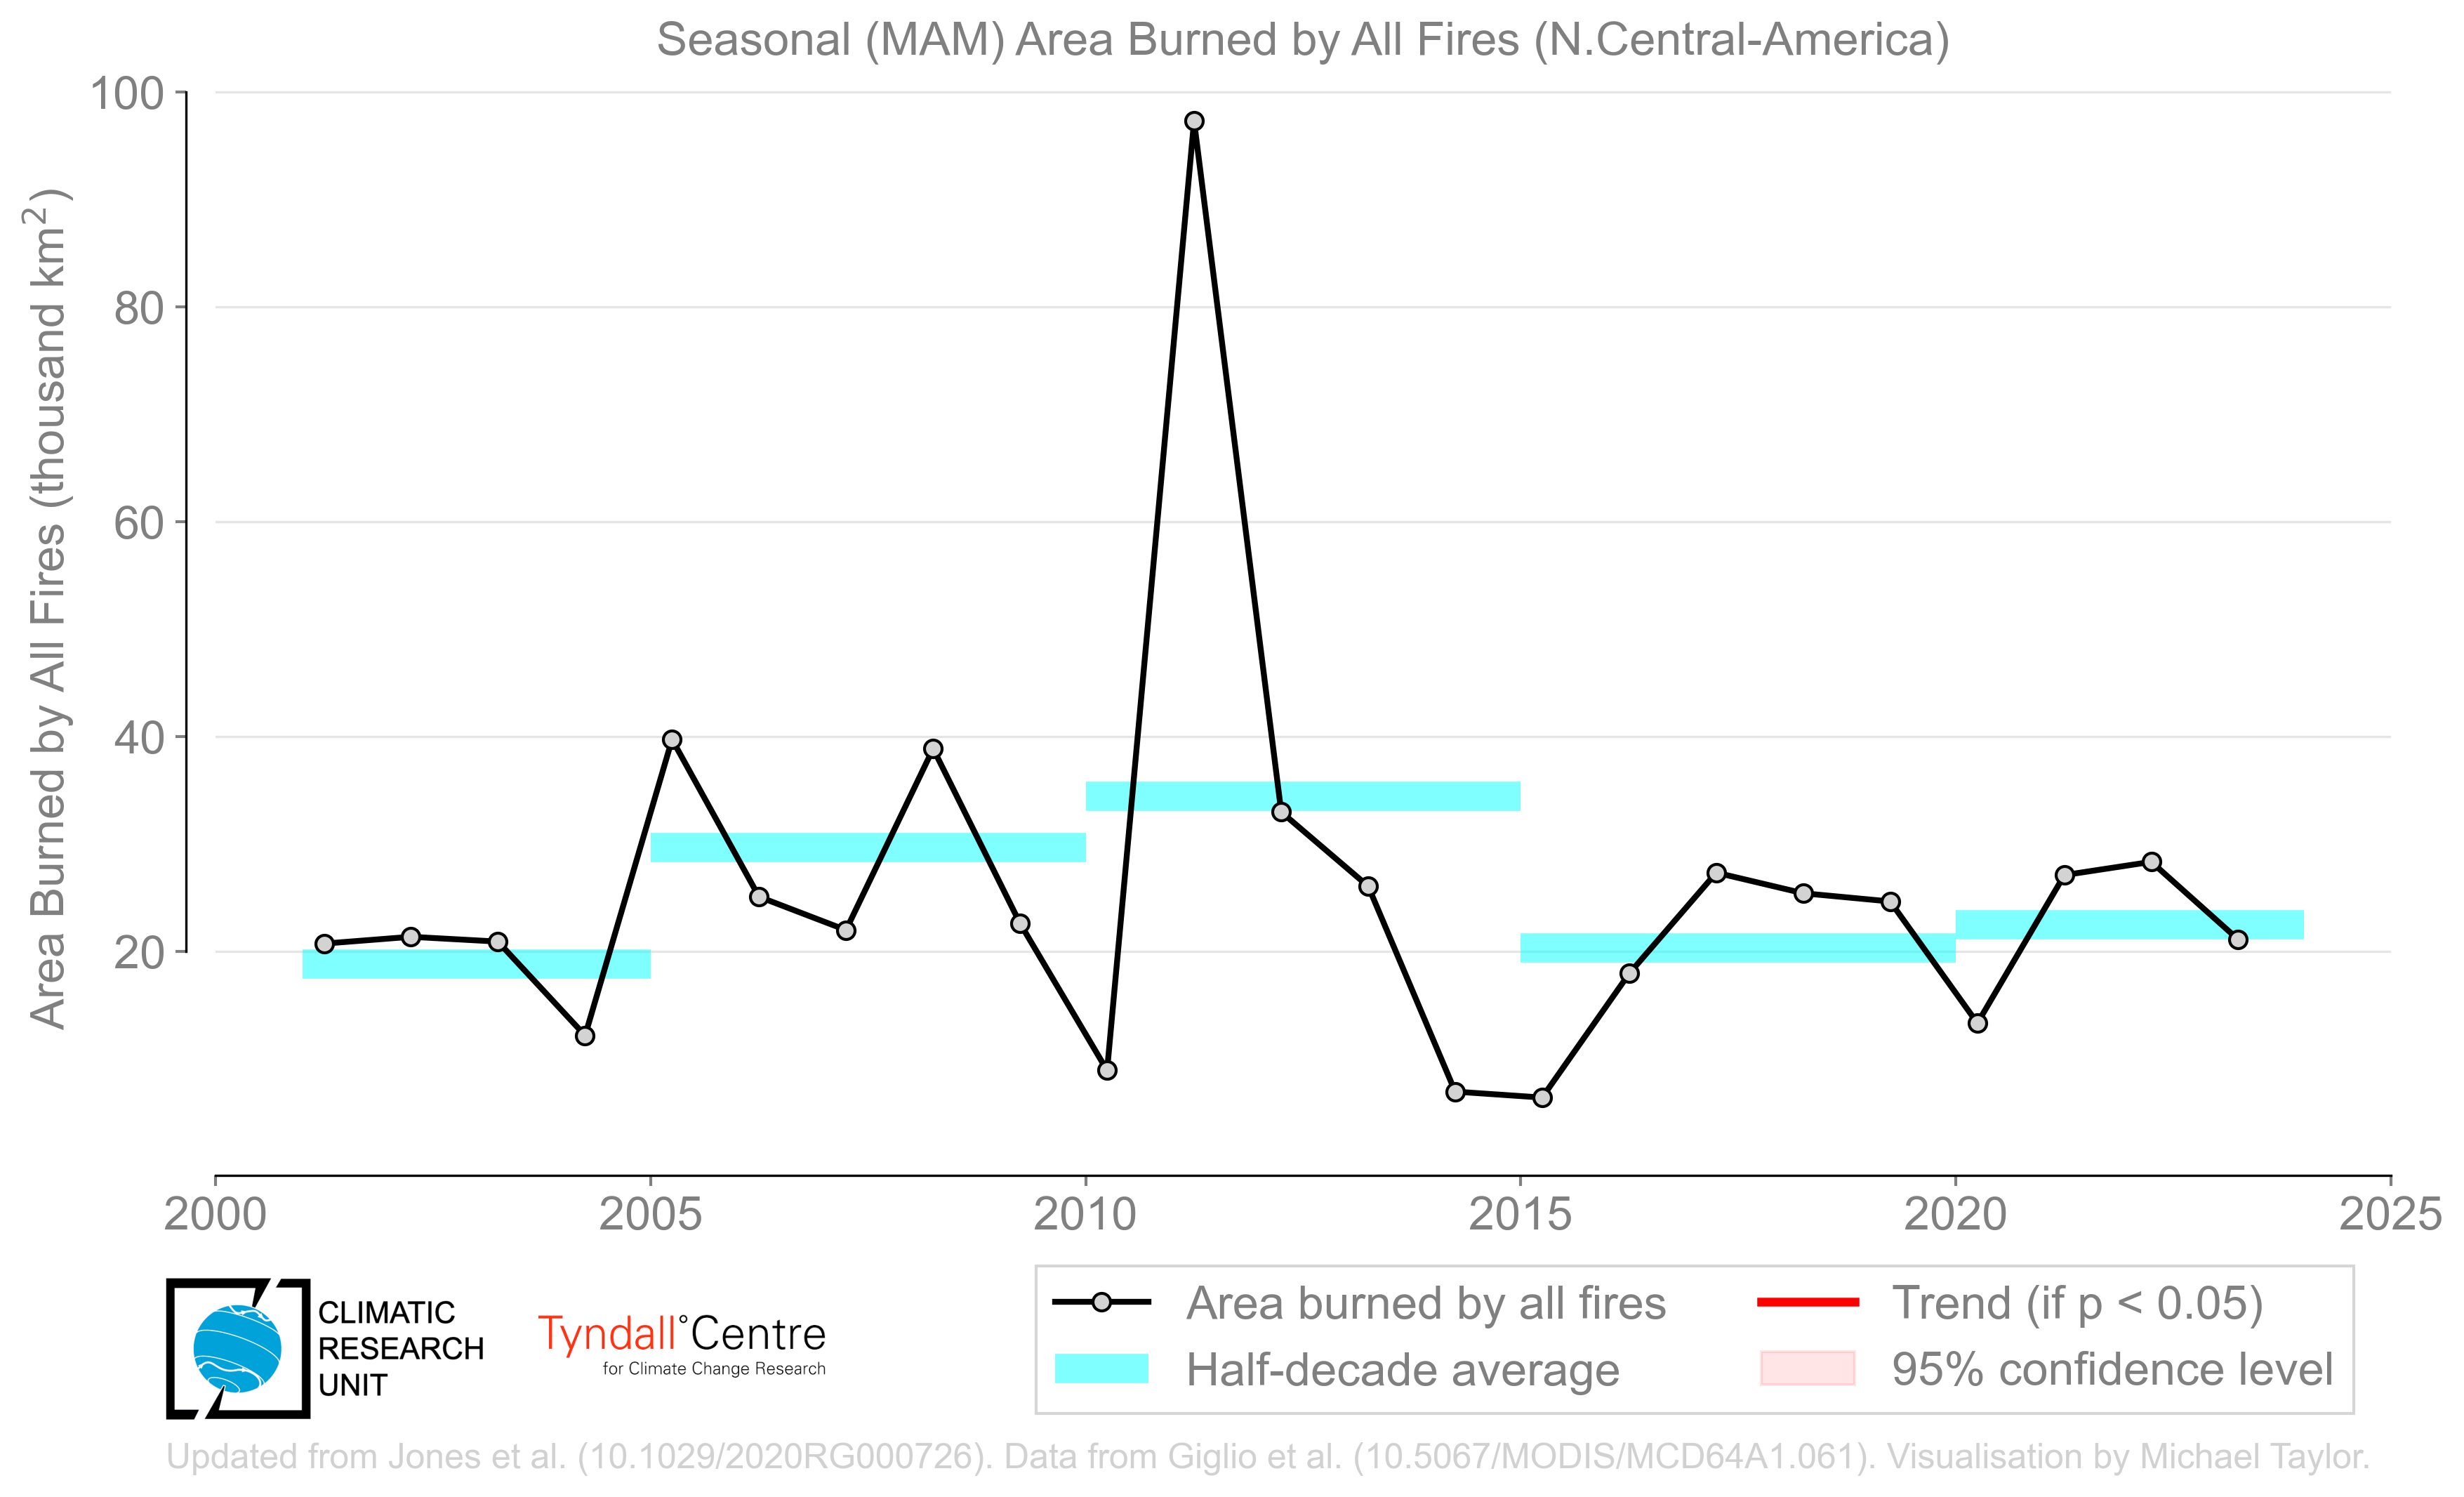 Seasonal (MAM) Area Burned by All Fires (N.Central-America)
Area Burned by All Fires (thousand km²)
100
80
60
40
20
2000 2005 2010 2015 2020 2025
Area burned by all fires
Half-decade average
Trend (if p < 0.05)
95% confidence level
CLIMATIC
RESEARCH
UNIT
Tyndall°Centre
for Climate Change Research
Updated from Jones et al. (10.1029/2020RG000726). Data from Giglio et al. (10.5067/MODIS/MCD64A1.061). Visualisation by Michael Taylor.